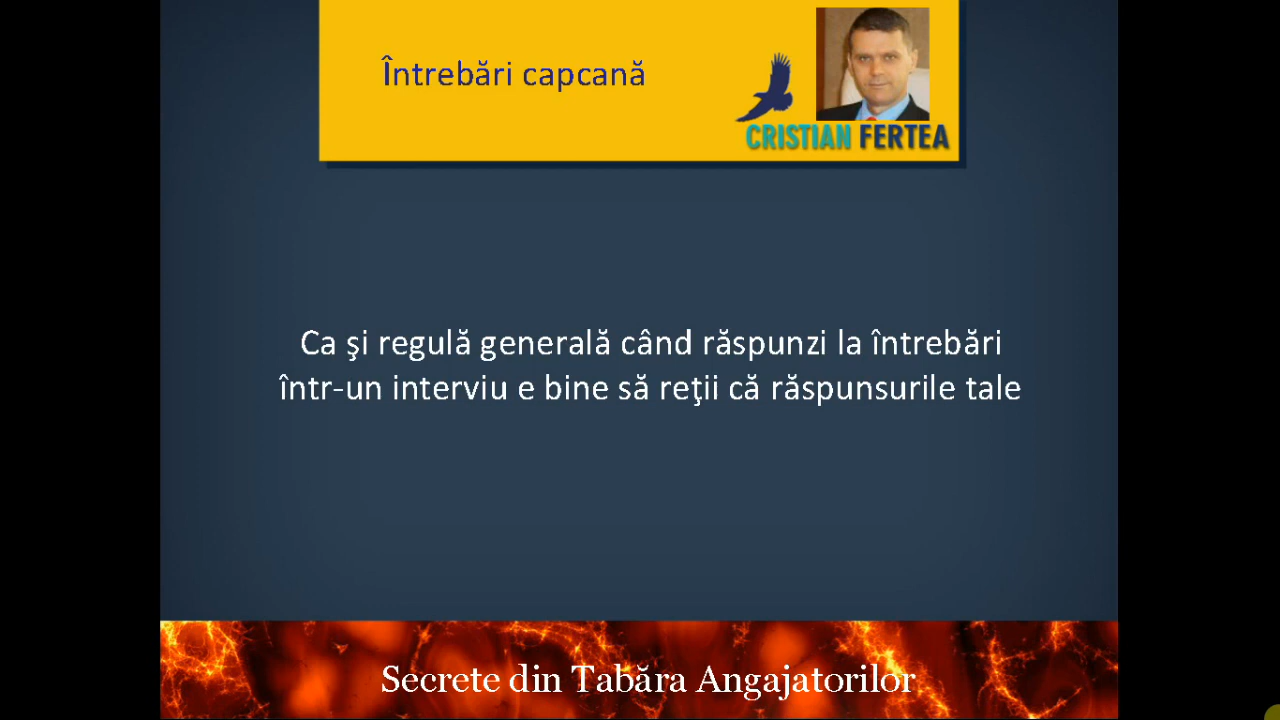 Întrebări capcană
CRISTIAN FERTEA
Ca şi regulă generală când răspunzi la întrebări
într-un interviu e bine să reţii că răspunsurile tale
Secrete din Tabăra Angajatorilor